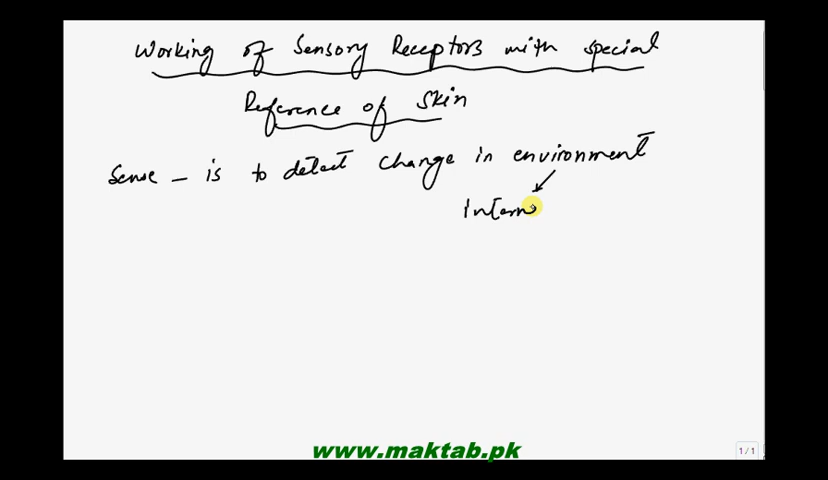 Working of Sensory Receptors with special
Reference of Skin
Sense – is to detect change in environment
Intern
www.maktab.pk
1/1